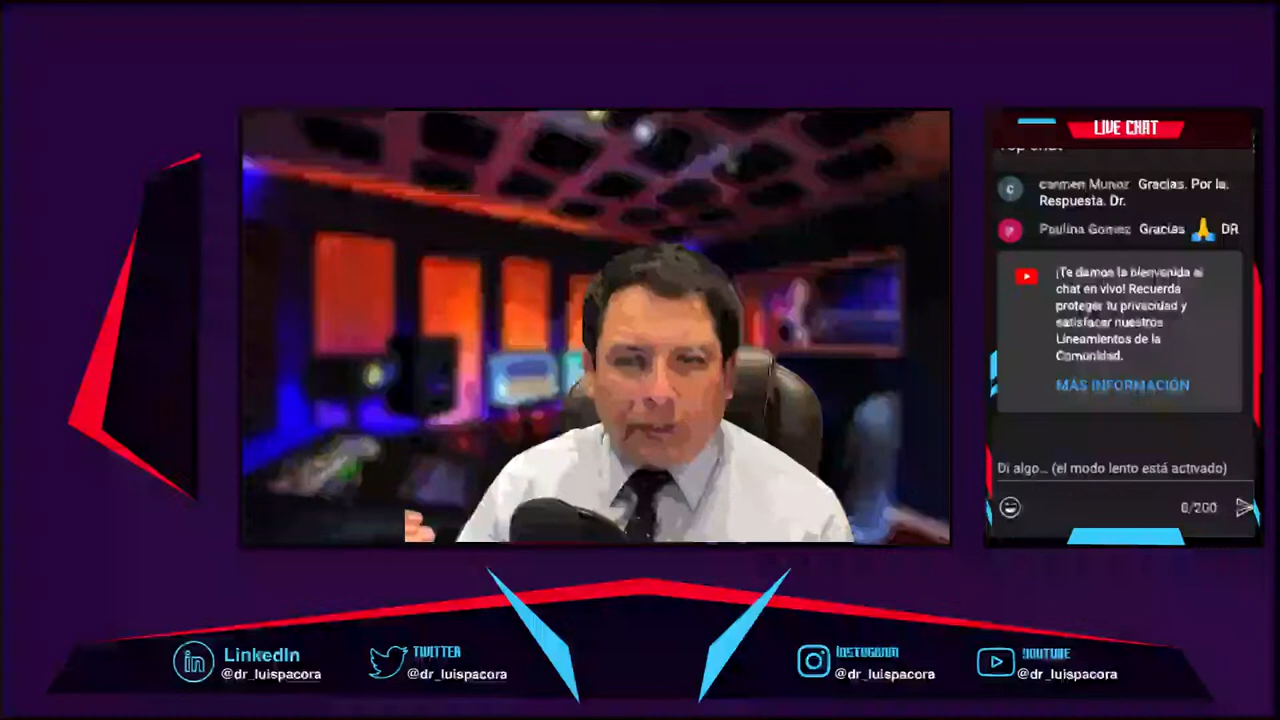 LIVE CHAT
Top chat
carmen Munoz Gracias. Por la.
Respuesta. Dr.
Paulina Gomez Gracias 🙏 DR
¡Te damos la bienvenida al
chat en vivo! Recuerda
proteger tu privacidad y
satisfacer nuestros
Lineamientos de la
Comunidad.
MÁS INFORMACIÓN
Di algo... (el modo lento está activado)
0/200
LinkedIn
@dr_luispacora
TWITTER
@dr_luispacora
INSTAGRAM
@dr_luispacora
YOUTUBE
@dr_luispacora